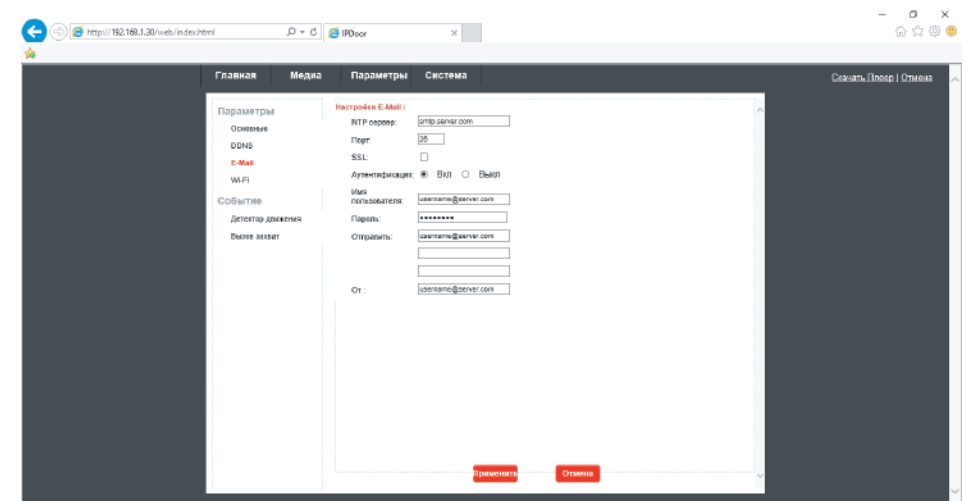 http://192.168.1.30/web/index.html
IPDoor
Главная Медиа Параметры Система
Скачать Плеер | Отмена
Параметры
Основные
DDNS
E-Mail
Wi-Fi
Событие
Детектор движения
Вызов захват
Настройки E-Mail :
NTP сервер: smtp.server.com
Порт: 25
SSL:
Аутентификация: Вкл Выкл
Имя
пользователя: username@server.com
Пароль: ••••••••
Отправить: username@server.com
От : username@server.com
Применить Отмена